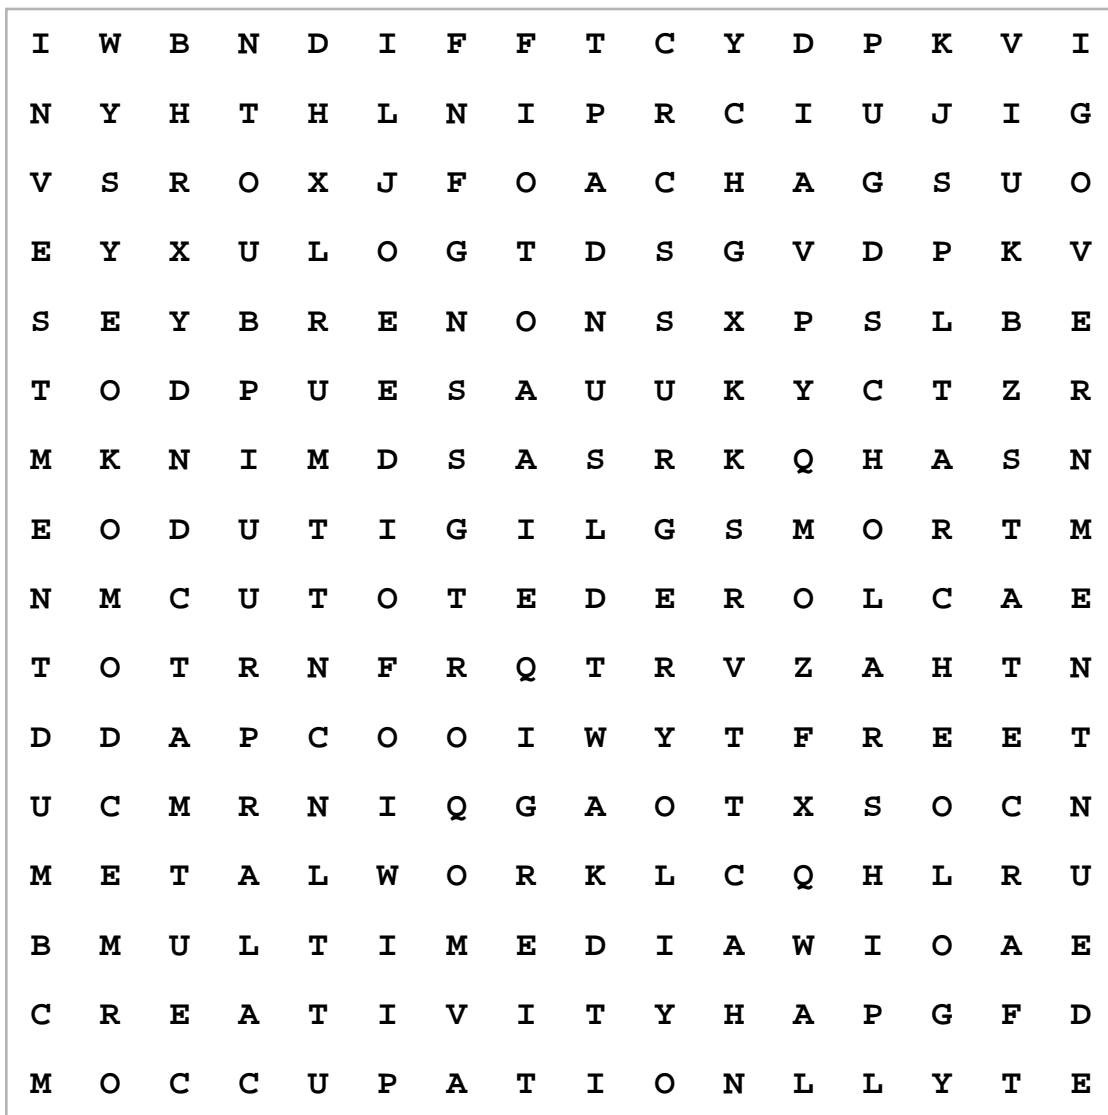 I W B N D I F F T C Y D P K V I
N Y H T H L N I P R C I U J I G
V S R O X J F O A C H A G S U O
E Y X U L O G T D S G V D P K V
S E Y B R E N O N S X P S L B E
T O D P U E S A U U K Y C T Z R
M K N I M D S A S R K Q H A S N
E O D U T I G I L G S M O R T M
N M C U T O T E D E R O L C A E
T O T R N F R Q T R V Z A H T N
D D A P C O O I W Y T F R E E T
U C M R N I Q G A O T X S O C N
M E T A L W O R K L C Q H L R U
B M U L T I M E D I A W I O A E
C R E A T I V I T Y H A P G F D
M O C C U P A T I O N L L Y T E